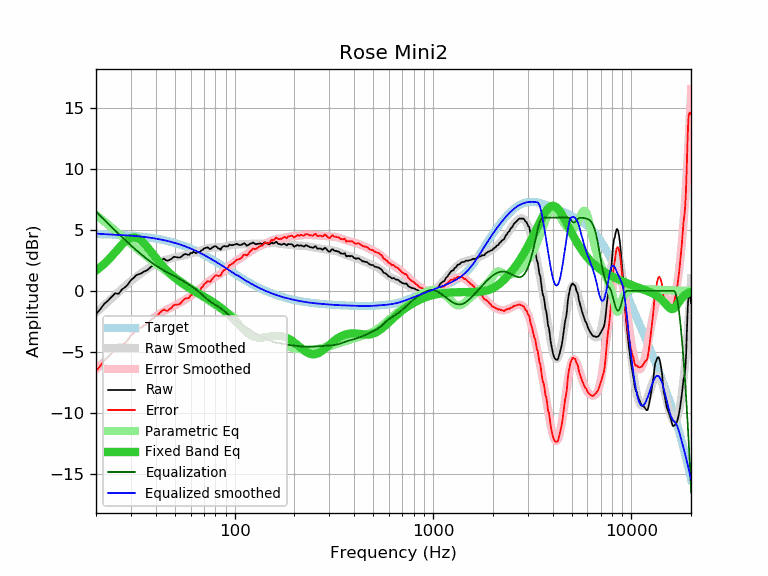 Rose Mini2
Amplitude (dBr)
15
10
5
0
−5
−10
−15
Target
Raw Smoothed
Error Smoothed
Raw
Error
Parametric Eq
Fixed Band Eq
Equalization
Equalized smoothed
100
1000
10000
Frequency (Hz)